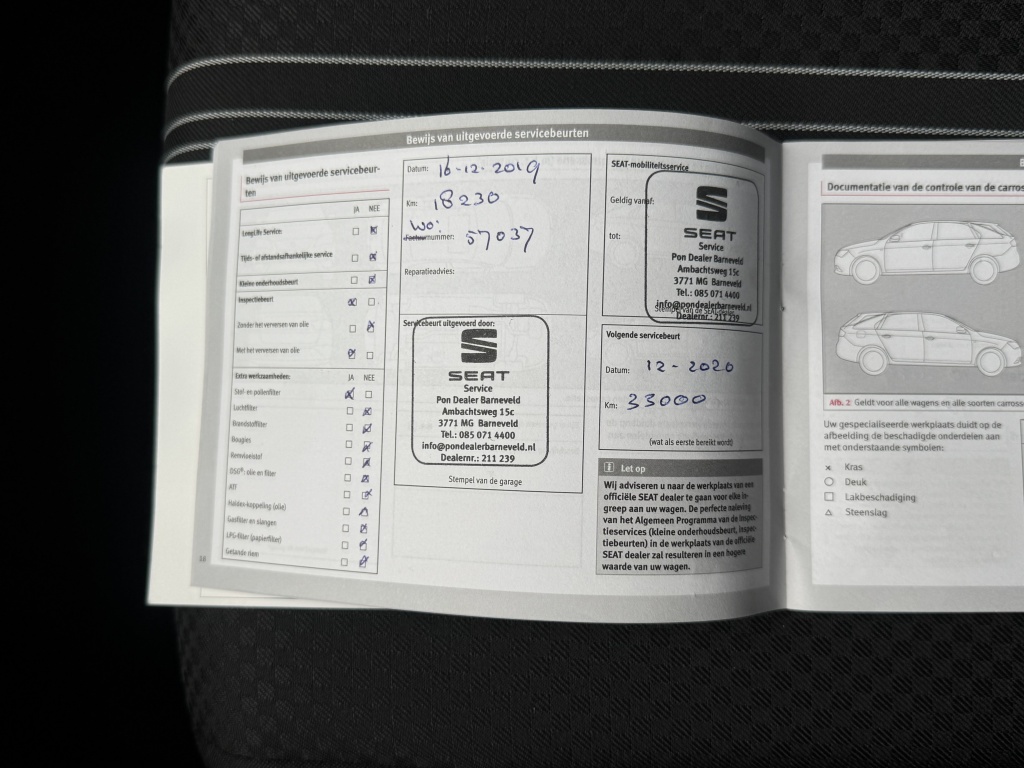 Bewijs van uitgevoerde servicebeurten
Bewijs van uitgevoerde servicebeur-
ten
JA NEE
LongLife Service:
Tijds- of afstandsafhankelijke service
Kleine onderhoudsbeurt
Inspectiebeurt
Zonder het verversen van olie
Met het verversen van olie
Extra werkzaamheden: JA NEE
Stof- en pollenfilter
Luchtfilter
Brandstoffilter
Bougies
Remvloeistof
DSG®: olie en filter
ATF
Haldex-koppeling (olie)
Gasfilter en slangen
LPG-filter (papierfilter)
Getande riem
Datum: 16-12-2019
Km: 18230
WO:
Factuurnummer: 57037
Reparatieadvies:
Servicebeurt uitgevoerd door:
SEAT
Service
Pon Dealer Barneveld
Ambachtsweg 15c
3771 MG Barneveld
Tel.: 085 071 4400
info@pondealerbarneveld.nl
Dealernr.: 211 239
Stempel van de garage
SEAT-mobiliteitsservice
Geldig vanaf:
tot:
SEAT
Service
Pon Dealer Barneveld
Ambachtsweg 15c
3771 MG Barneveld
Tel.: 085 071 4400
info@pondealerbarneveld.nl
Stempel van de SEAT-dealer
Dealernr.: 211 239
Volgende servicebeurt
Datum: 12-2020
Km: 33000
(wat als eerste bereikt wordt)
i Let op
Wij adviseren u naar de werkplaats van een
officiële SEAT dealer te gaan voor elke in-
greep aan uw wagen. De perfecte naleving
van het Algemeen Programma van de Inspec-
tieservices (kleine onderhoudsbeurt, inspec-
tiebeurten) in de werkplaats van de officiële
SEAT dealer zal resulteren in een hogere
waarde van uw wagen.
Documentatie van de controle van de carros
Afb. 2 Geldt voor alle wagens en alle soorten carross
Uw gespecialiseerde werkplaats duidt op de
afbeelding de beschadigde onderdelen aan
met onderstaande symbolen:
× Kras
○ Deuk
□ Lakbeschadiging
△ Steenslag